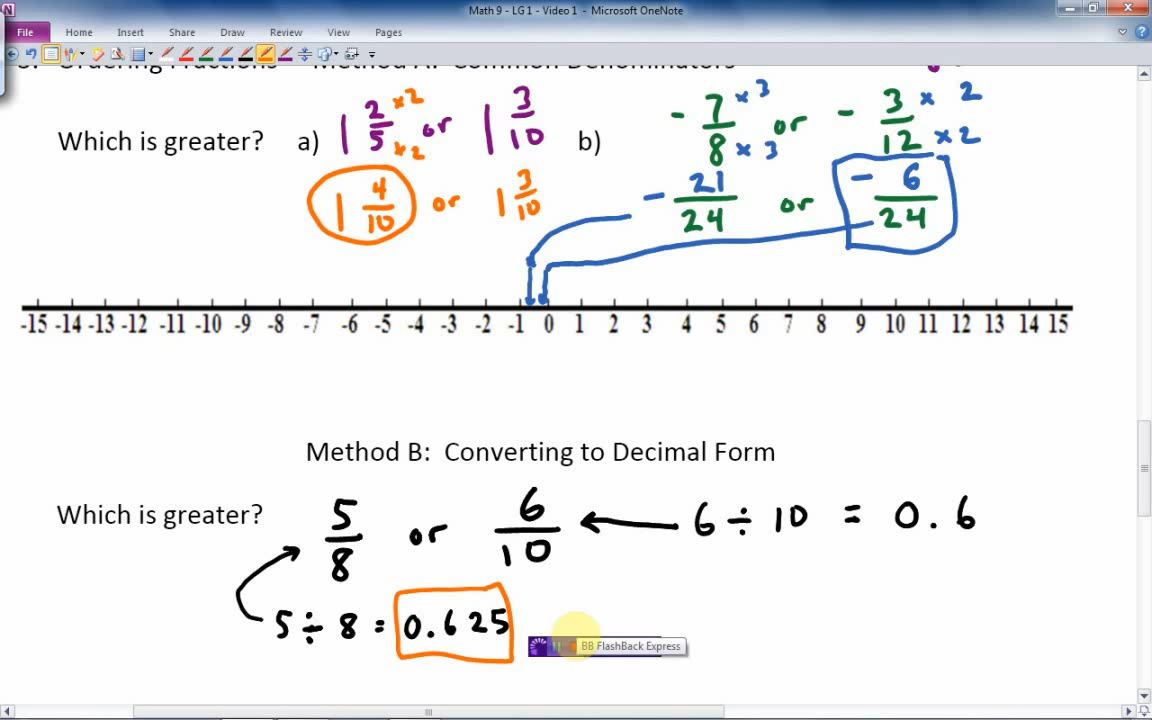 Math 9 - LG 1 - Video 1 - Microsoft OneNote
File Home Insert Share Draw Review View Pages
Ordering Fractions - Method A: Common Denominators
Which is greater? a) 1 2/5 × 2 × 2 or 1 3/10 b) - 7/8 × 3 × 3 or - 3/12 × 2 × 2
1 4/10 or 1 3/10 - 21/24 or - 6/24
-15 -14 -13 -12 -11 -10 -9 -8 -7 -6 -5 -4 -3 -2 -1 0 1 2 3 4 5 6 7 8 9 10 11 12 13 14 15
Method B: Converting to Decimal Form
Which is greater? 5/8 or 6/10 6 ÷ 10 = 0.6
5 ÷ 8 = 0.625
BB FlashBack Express